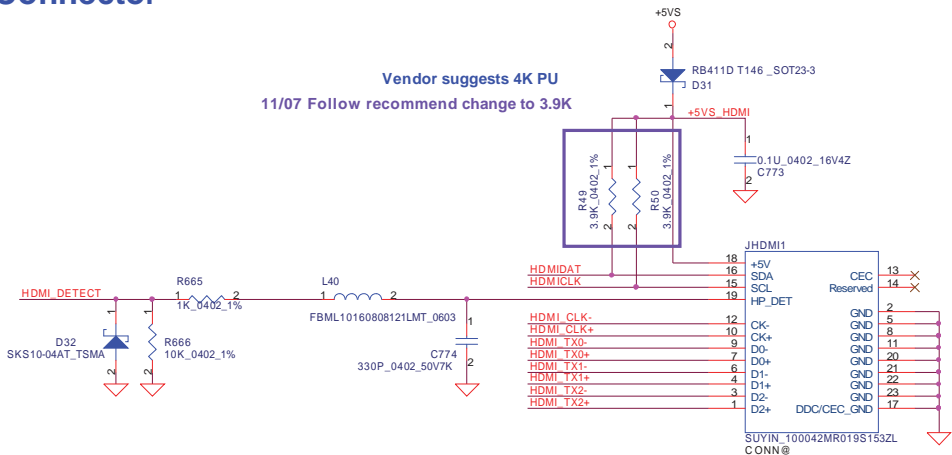 Connector
+5VS
2
RB411D T146 _SOT23-3
D31
1
Vendor suggests 4K PU
11/07 Follow recommend change to 3.9K
+5VS_HDMI
1
0.1U_0402_16V4Z
C773
2
1
1
R49
3.9K_0402_1%
R50
3.9K_0402_1%
2
2
JHDMI1
HDMIDAT
HDMICLK
18 +5V
16 SDA
15 SCL
19 HP_DET
CEC 13
Reserved 14
HDMI_DETECT
R665
1 2
1K_0402_1%
L40
1 2
FBML10160808121LMT_0603
1
D32
SKS10-04AT_TSMA
2
1
R666
10K_0402_1%
2
1
C774
330P_0402_50V7K
2
HDMI_CLK- 12 CK-
HDMI_CLK+ 10 CK+
HDMI_TX0- 9 D0-
HDMI_TX0+ 7 D0+
HDMI_TX1- 6 D1-
HDMI_TX1+ 4 D1+
HDMI_TX2- 3 D2-
HDMI_TX2+ 1 D2+
GND 2
GND 5
GND 8
GND 11
GND 20
GND 21
GND 22
GND 23
DDC/CEC_GND 17
SUYIN_100042MR019S153ZL
CONN@